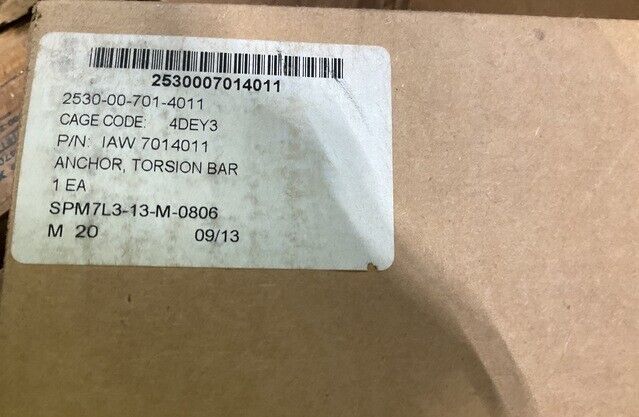 2530007014011
2530-00-701-4011
CAGE CODE: 4DEY3
P/N: IAW 7014011
ANCHOR, TORSION BAR
1 EA
SPM7L3-13-M-0806
M 20 09/13